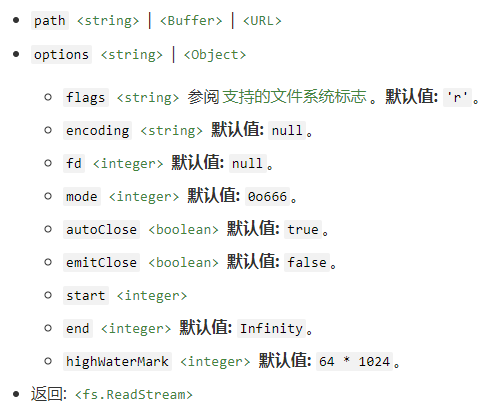 path <string> | <Buffer> | <URL>
options <string> | <Object>
flags <string> 参阅支持的文件系统标志。默认值: 'r'。
encoding <string> 默认值: null。
fd <integer> 默认值: null。
mode <integer> 默认值: 0o666。
autoClose <boolean> 默认值: true。
emitClose <boolean> 默认值: false。
start <integer>
end <integer> 默认值: Infinity。
highWaterMark <integer> 默认值: 64 * 1024。
返回: <fs.ReadStream>